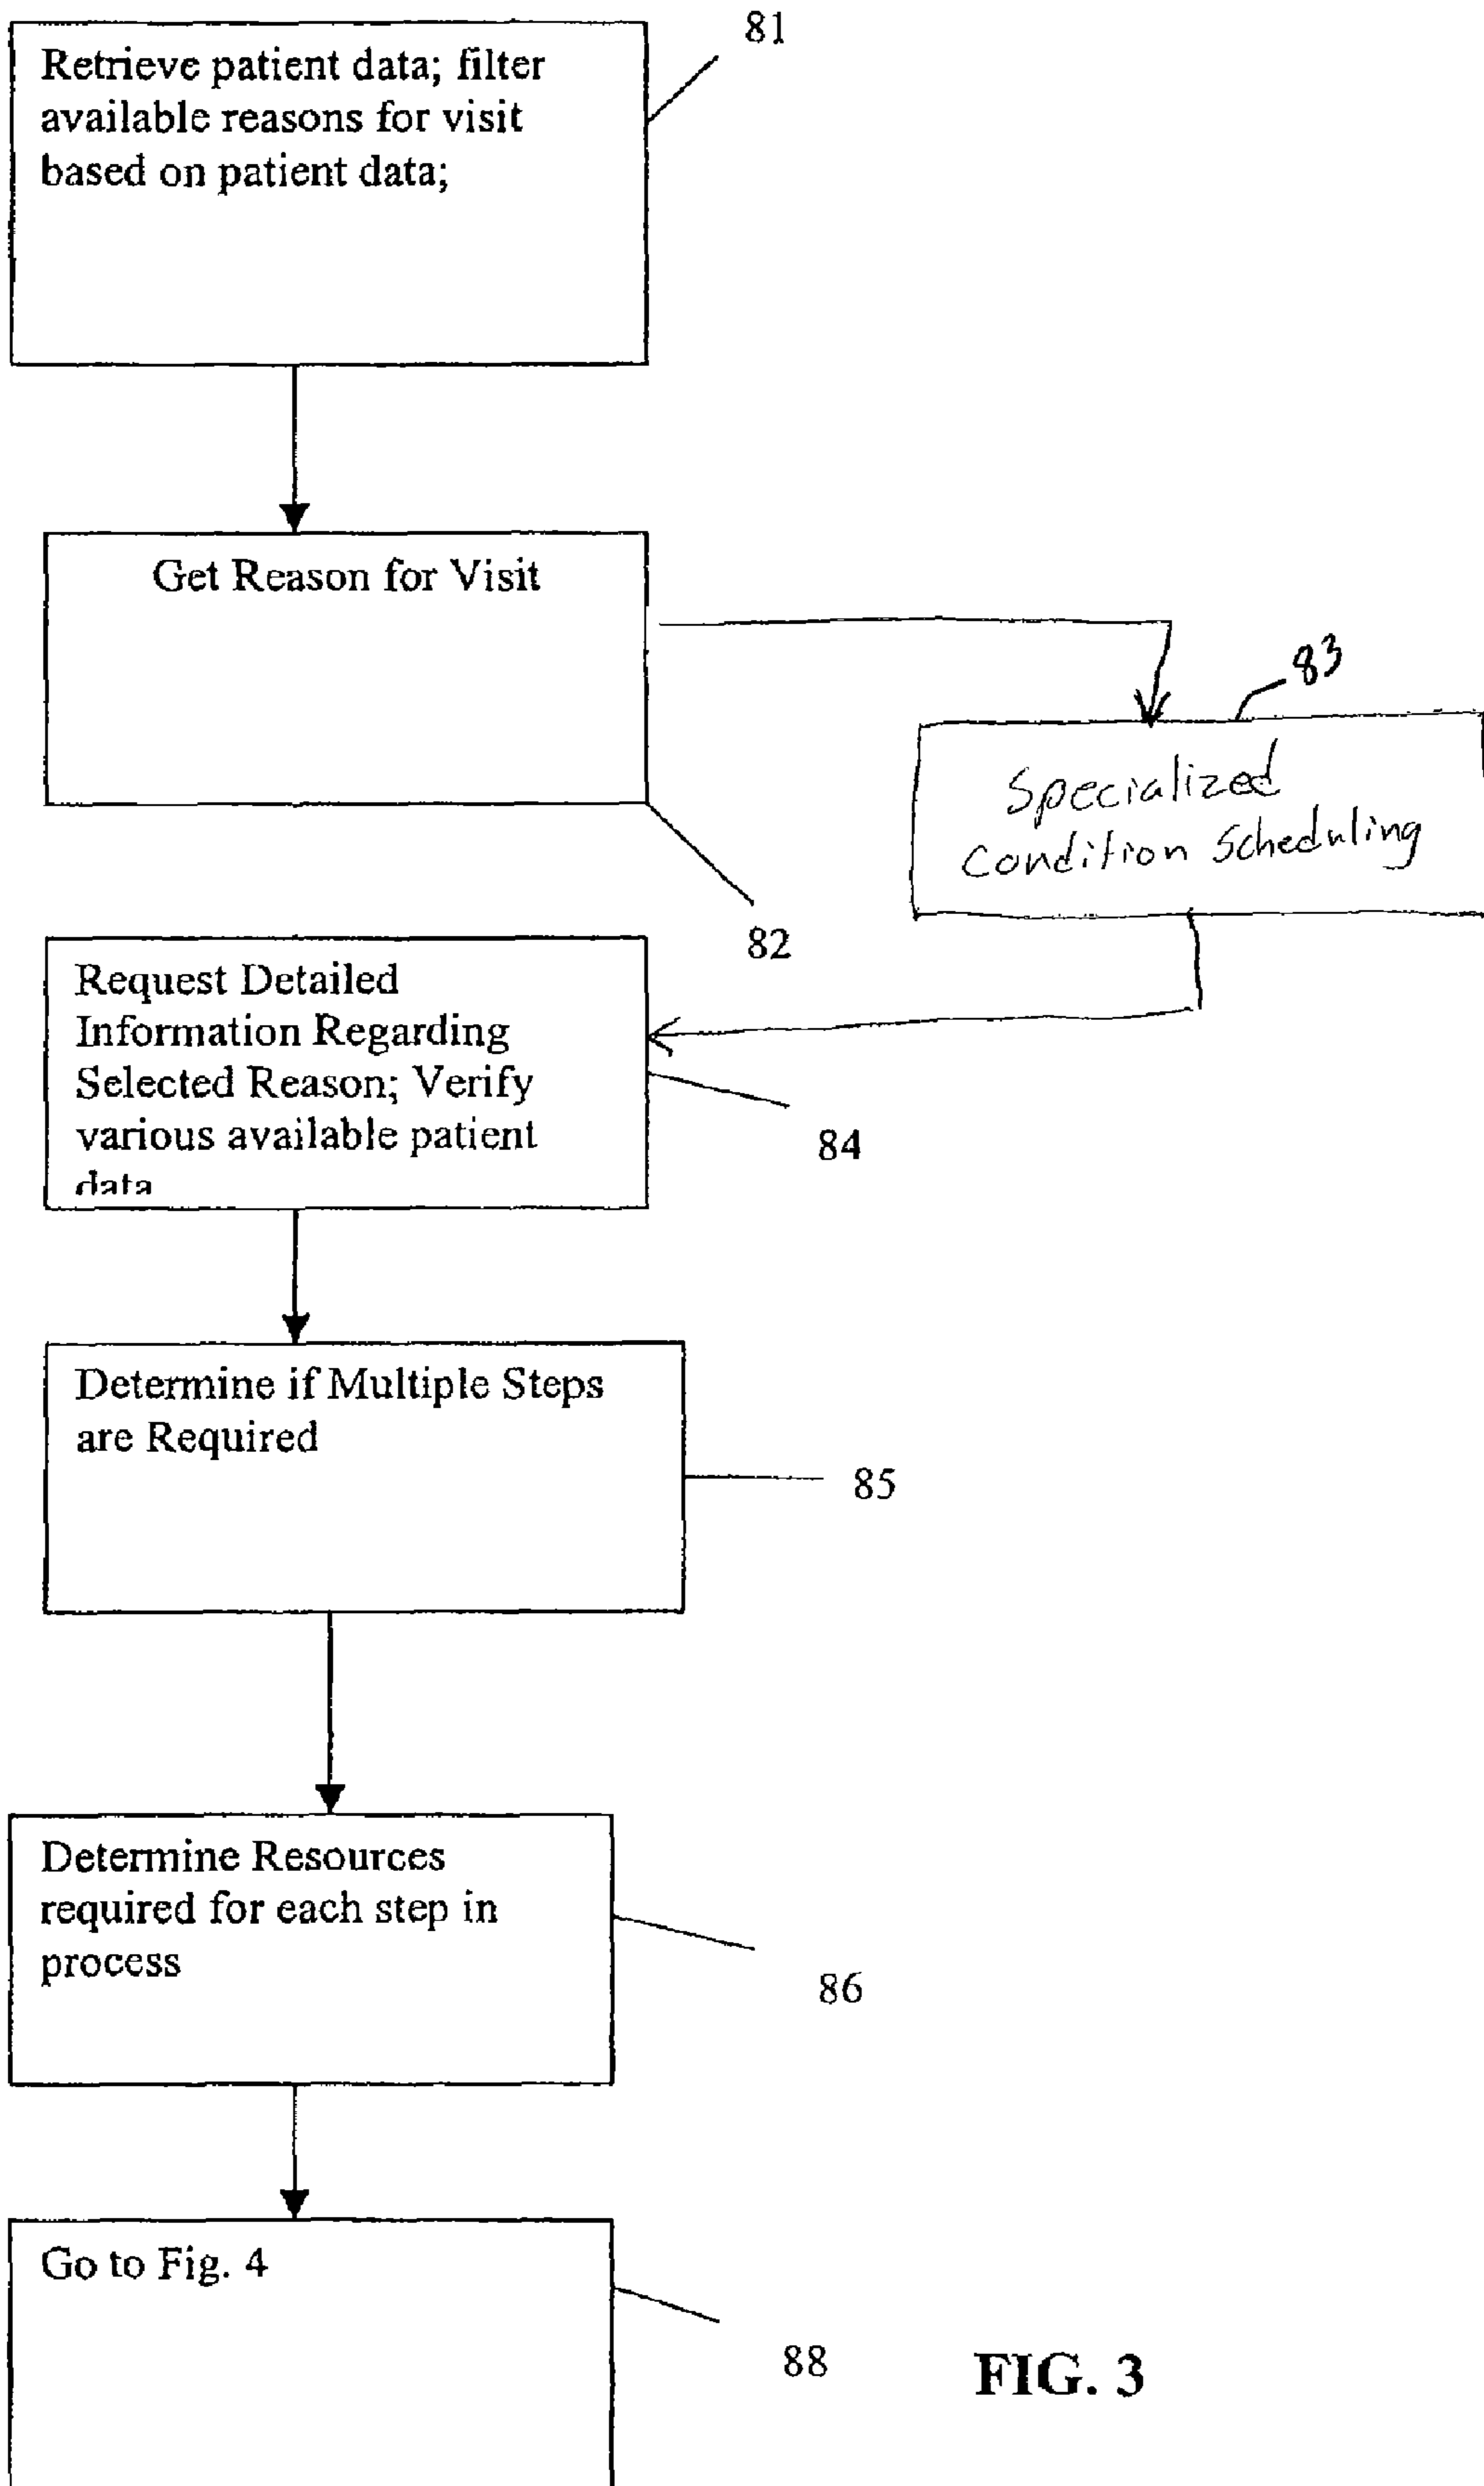 81
Retrieve patient data; filter
available reasons for visit
based on patient data;
Get Reason for Visit
83
Specialized
Condition Scheduling
82
Request Detailed
Information Regarding
Selected Reason; Verify
various available patient
data
84
Determine if Multiple Steps
are Required
85
Determine Resources
required for each step in
process
86
Go to Fig. 4
88
FIG. 3